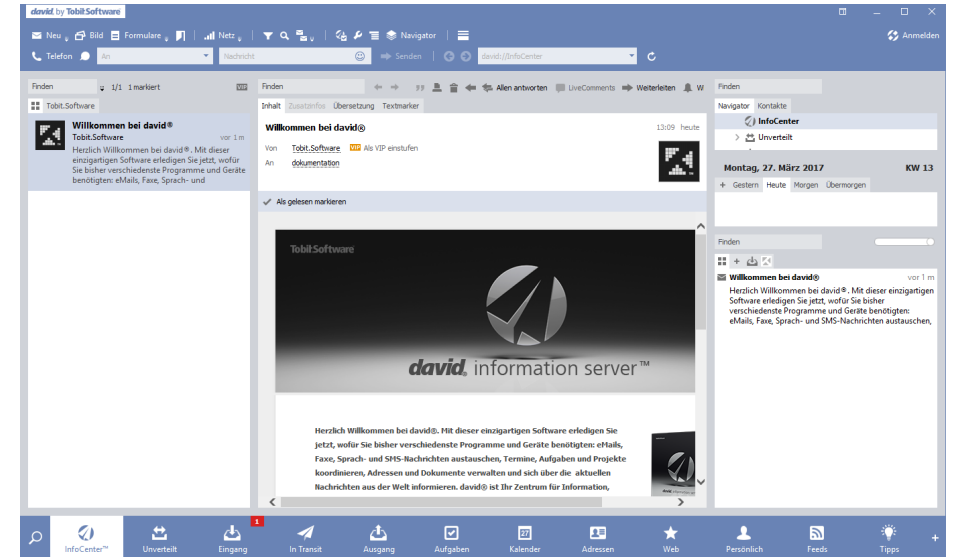 david. by Tobit.Software
Neu Bild Formulare Netz Navigator Anmelden
Telefon An Nachricht Senden david://InfoCenter
Finden 1/1 1 markiert VIP
Tobit.Software
Willkommen bei david®
Tobit.Software vor 1 m
Herzlich Willkommen bei david®. Mit dieser
einzigartigen Software erledigen Sie jetzt, wofür
Sie bisher verschiedenste Programme und Geräte
benötigten: eMails, Faxe, Sprach- und
Finden Allen antworten LiveComments Weiterleiten W
Inhalt Zusatzinfos Übersetzung Textmarker
Willkommen bei david® 13:09 heute
Von Tobit.Software VIP Als VIP einstufen
An dokumentation
Als gelesen markieren
Tobit.Software
david. information server™
Herzlich Willkommen bei david®. Mit dieser einzigartigen Software erledigen Sie
jetzt, wofür Sie bisher verschiedenste Programme und Geräte benötigten: eMails,
Faxe, Sprach- und SMS-Nachrichten austauschen, Termine, Aufgaben und Projekte
koordinieren, Adressen und Dokumente verwalten und sich über die aktuellen
Nachrichten aus der Welt informieren. david® ist Ihr Zentrum für Information,
Finden
Navigator Kontakte
InfoCenter
Unverteilt
Montag, 27. März 2017 KW 13
+ Gestern Heute Morgen Übermorgen
Finden
Willkommen bei david® vor 1 m
Herzlich Willkommen bei david®. Mit dieser einzigartigen
Software erledigen Sie jetzt, wofür Sie bisher
verschiedenste Programme und Geräte benötigten:
eMails, Faxe, Sprach- und SMS-Nachrichten austauschen,
1
27
InfoCenter™ Unverteilt Eingang In Transit Ausgang Aufgaben Kalender Adressen Web Persönlich Feeds Tipps +